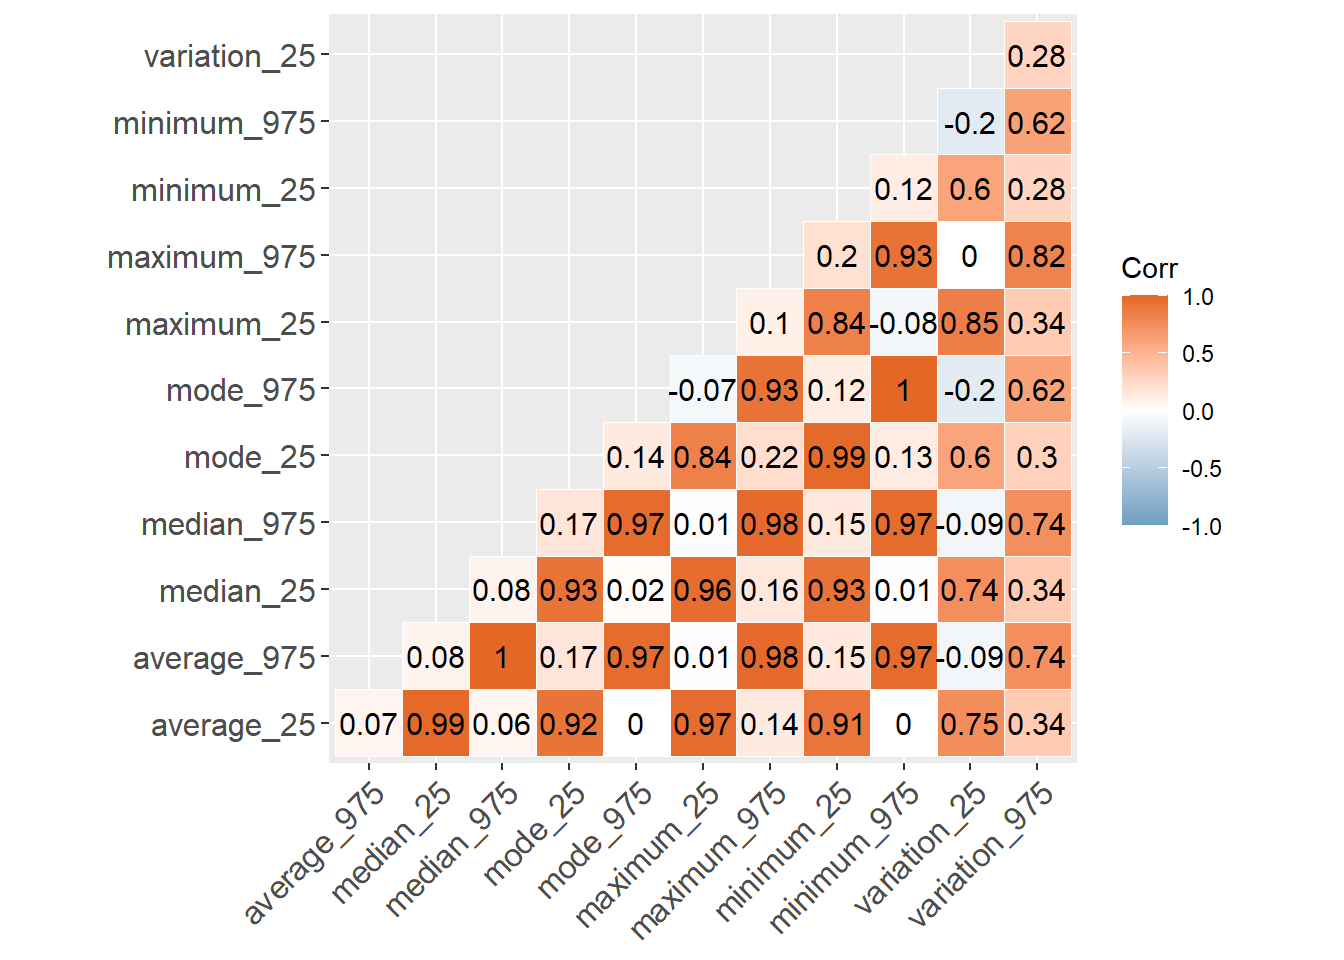 variation_25 0.28
minimum_975 -0.2 0.62
minimum_25 0.12 0.6 0.28
maximum_975 0.2 0.93 0 0.82
maximum_25 0.1 0.84 -0.08 0.85 0.34
mode_975 -0.07 0.93 0.12 1 -0.2 0.62
mode_25 0.14 0.84 0.22 0.99 0.13 0.6 0.3
median_975 0.17 0.97 0.01 0.98 0.15 0.97 -0.09 0.74
median_25 0.08 0.93 0.02 0.96 0.16 0.93 0.01 0.74 0.34
average_975 0.08 1 0.17 0.97 0.01 0.98 0.15 0.97 -0.09 0.74
average_25 0.07 0.99 0.06 0.92 0 0.97 0.14 0.91 0 0.75 0.34
average_975
median_25
median_975
mode_25
mode_975
maximum_25
maximum_975
minimum_25
minimum_975
variation_25
variation_975
Corr
1.0
0.5
0.0
-0.5
-1.0